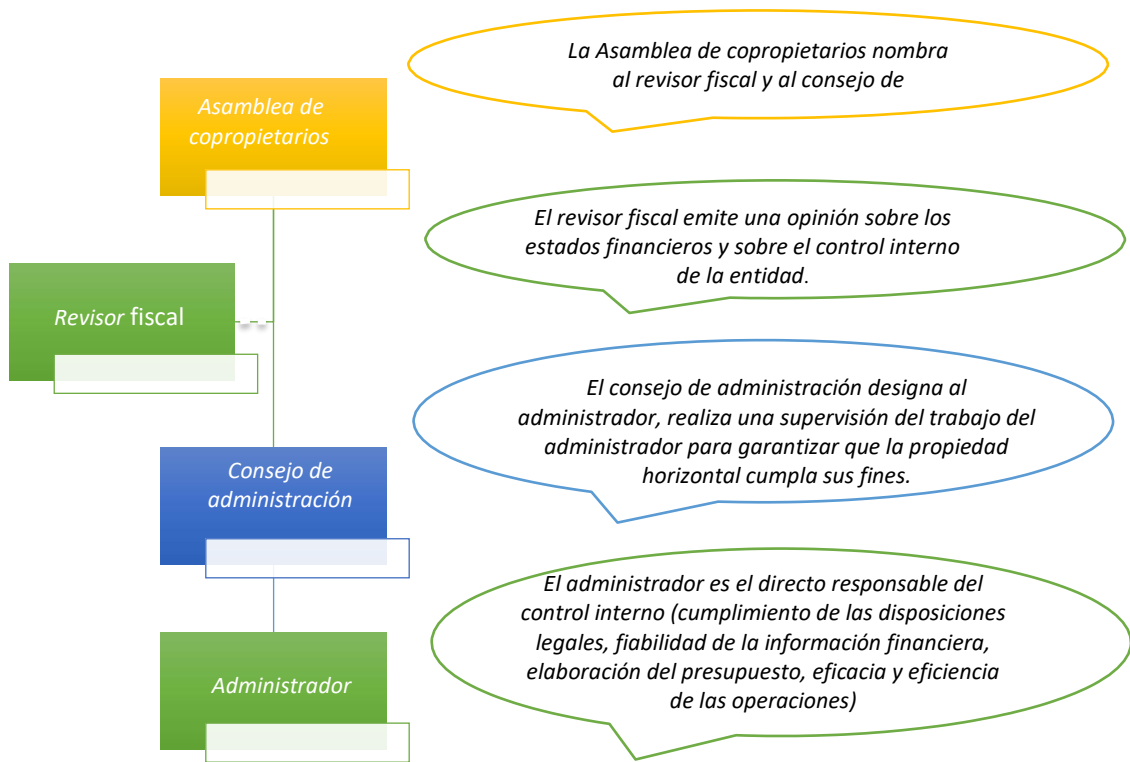 La Asamblea de copropietarios nombra
al revisor fiscal y al consejo de
Asamblea de
copropietarios
El revisor fiscal emite una opinión sobre los
estados financieros y sobre el control interno
de la entidad.
Revisor fiscal
El consejo de administración designa al
administrador, realiza una supervisión del trabajo del
administrador para garantizar que la propiedad
horizontal cumpla sus fines.
Consejo de
administración
El administrador es el directo responsable del
control interno (cumplimiento de las disposiciones
legales, fiabilidad de la información financiera,
elaboración del presupuesto, eficacia y eficiencia
de las operaciones)
Administrador